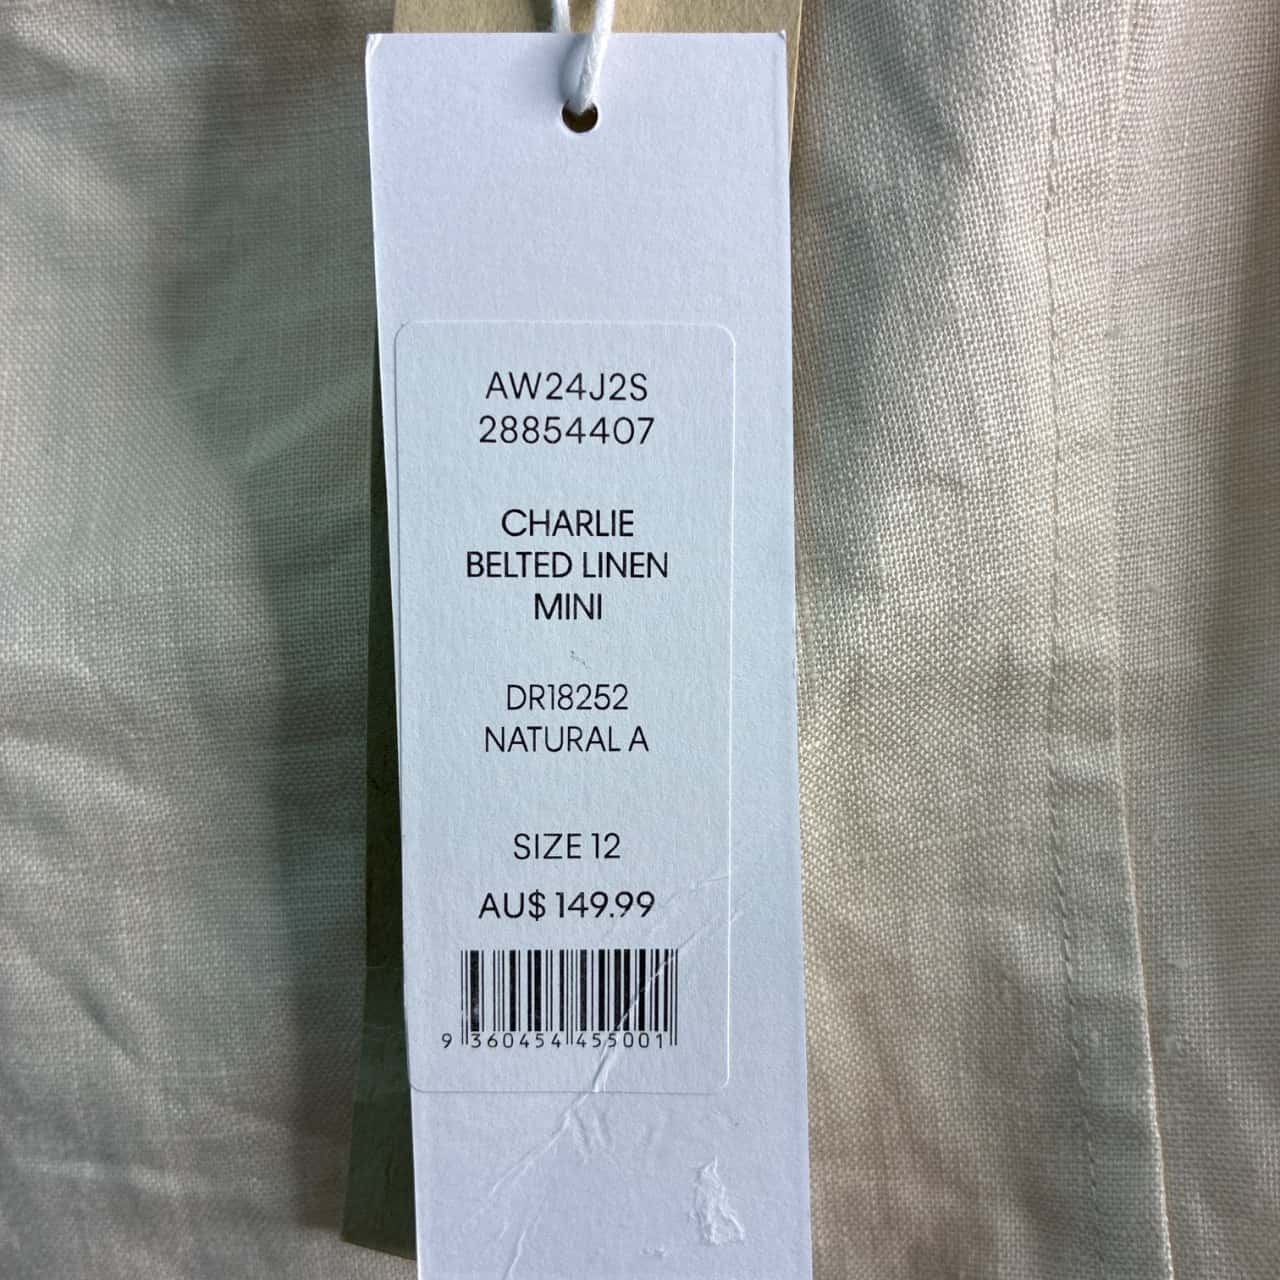 AW24J2S
28854407
CHARLIE
BELTED LINEN
MINI
DR18252
NATURAL A
SIZE 12
AU$ 149.99
9 360454 455001